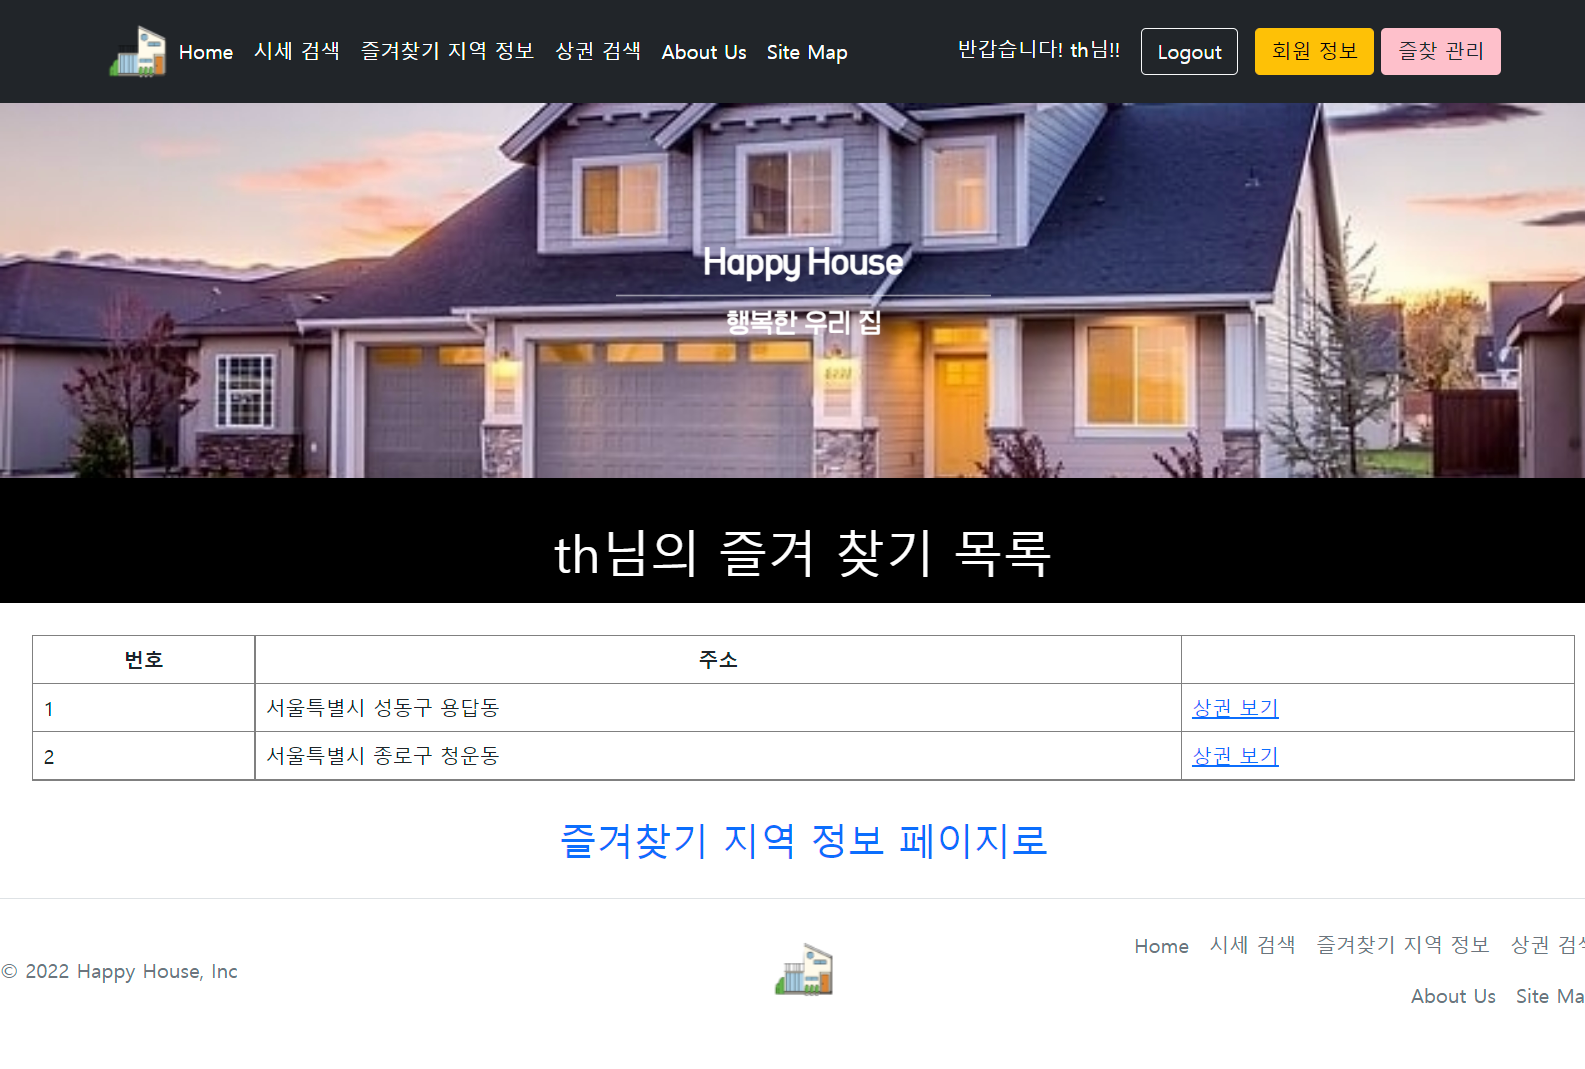 Home 시세 검색 즐겨찾기 지역 정보 상권 검색 About Us Site Map 반갑습니다! th님!! Logout 회원 정보 즐찾 관리
Happy House
행복한 우리 집
th님의 즐겨 찾기 목록
번호 주소
1 서울특별시 성동구 용답동 상권 보기
2 서울특별시 종로구 청운동 상권 보기
즐겨찾기 지역 정보 페이지로
Home 시세 검색 즐겨찾기 지역 정보 상권 검색
© 2022 Happy House, Inc
About Us Site Ma